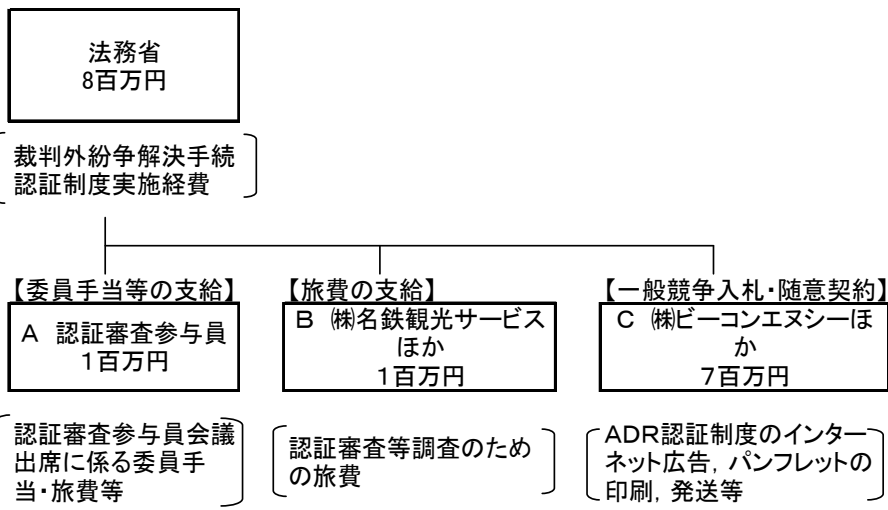 法務省
8百万円
裁判外紛争解決手続
認証制度実施経費
【委員手当等の支給】
A 認証審査参与員
1百万円
認証審査参与員会議
出席に係る委員手
当・旅費等
【旅費の支給】
B ㈱名鉄観光サービス
ほか
1百万円
認証審査等調査のため
の旅費
【一般競争入札・随意契約】
C ㈱ビーコンエヌシーほ
か
7百万円
ADR認証制度のインター
ネット広告，パンフレットの
印刷，発送等